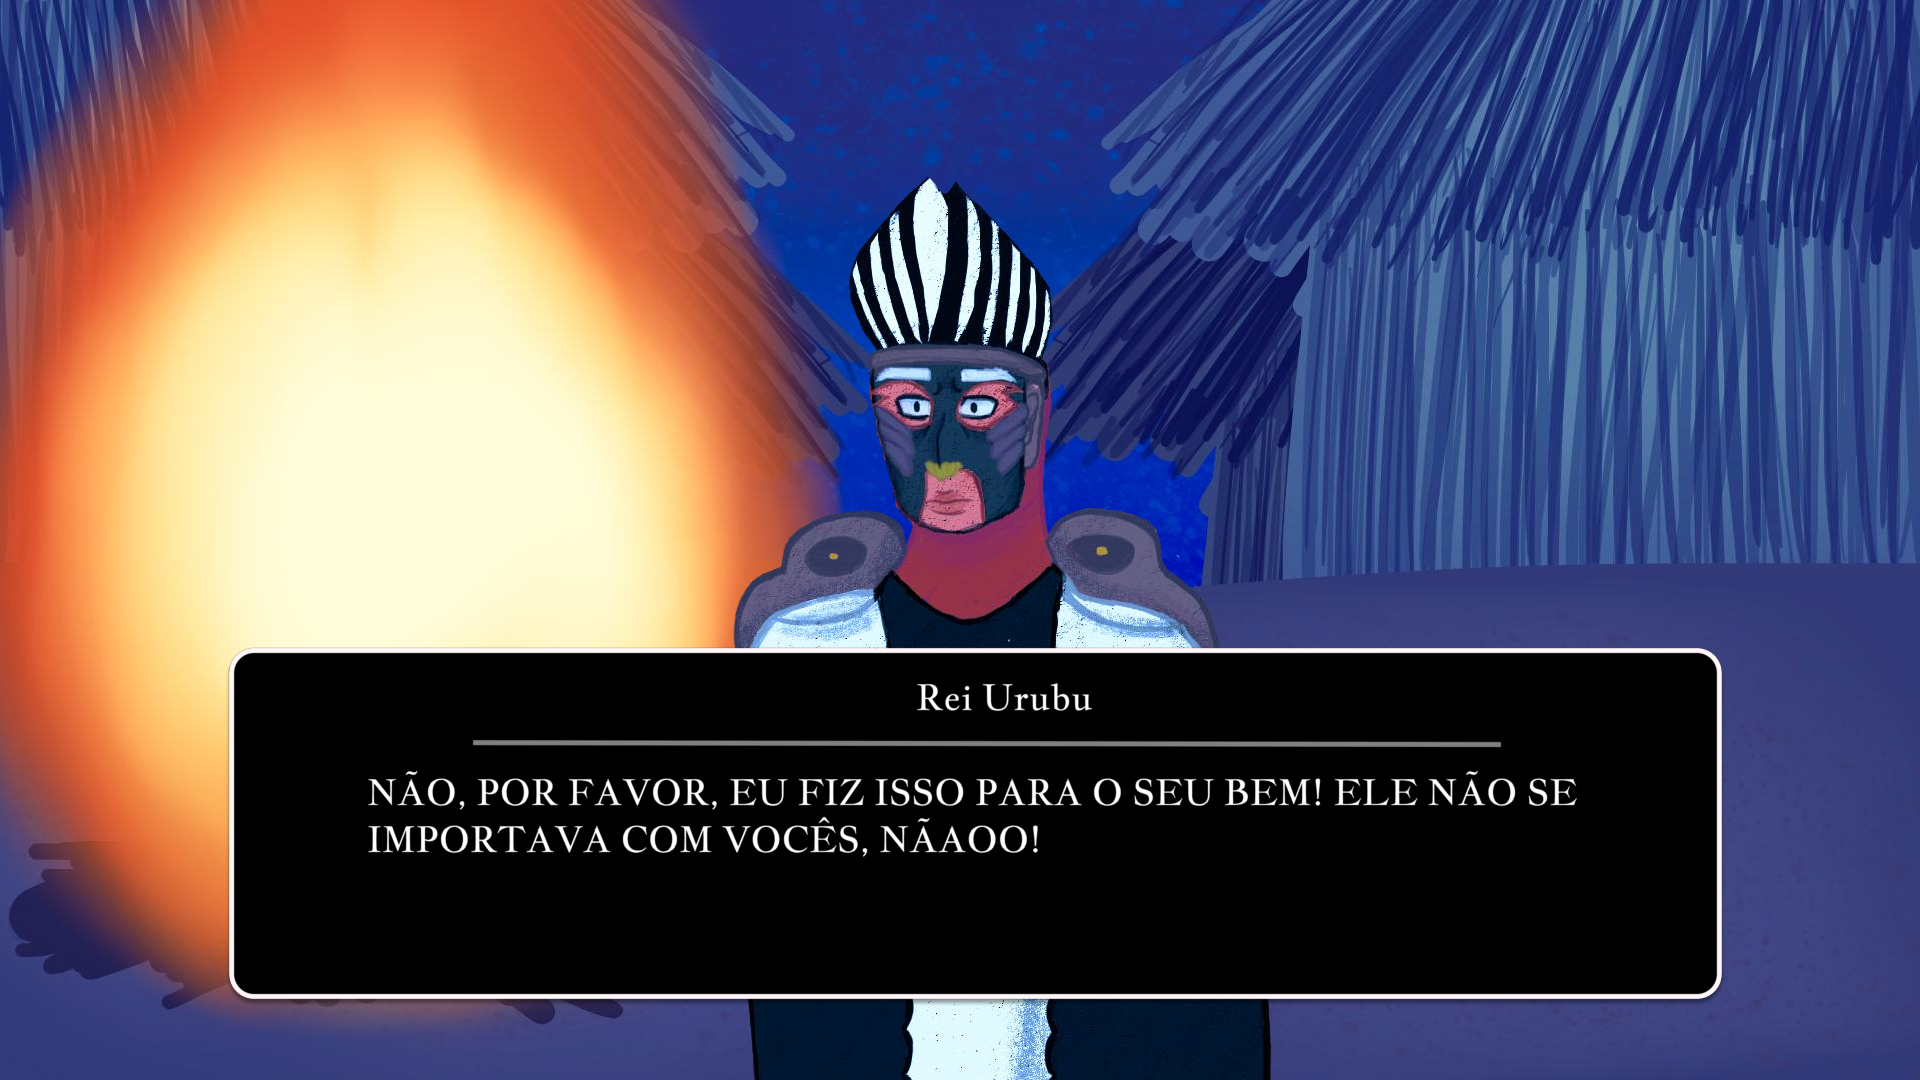 Rei Urubu
NÃO, POR FAVOR, EU FIZ ISSO PARA O SEU BEM! ELE NÃO SE
IMPORTAVA COM VOCÊS, NÃAOO!